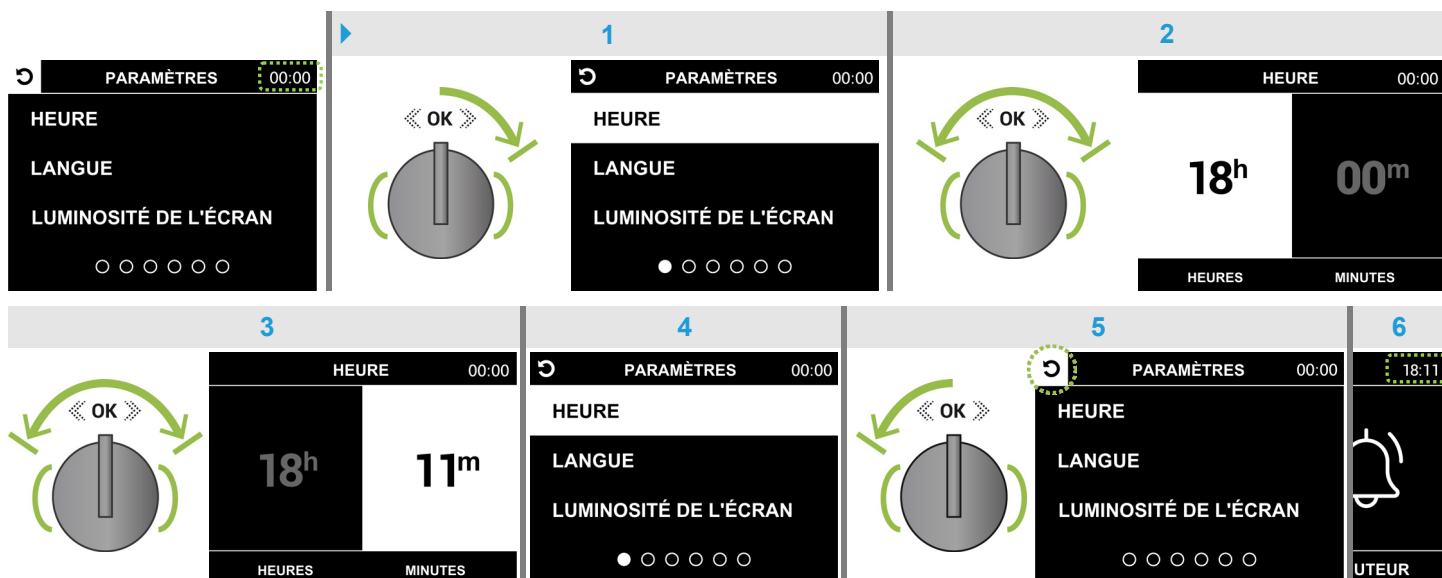 PARAMÈTRES 00:00
HEURE
LANGUE
LUMINOSITÉ DE L'ÉCRAN
1
OK
PARAMÈTRES 00:00
HEURE
LANGUE
LUMINOSITÉ DE L'ÉCRAN
2
OK
HEURE 00:00
18h 00m
HEURES MINUTES
3
OK
HEURE 00:00
18h 11m
HEURES MINUTES
4
PARAMÈTRES 00:00
HEURE
LANGUE
LUMINOSITÉ DE L'ÉCRAN
5
OK
PARAMÈTRES 00:00
HEURE
LANGUE
LUMINOSITÉ DE L'ÉCRAN
6
18:11
UTEUR